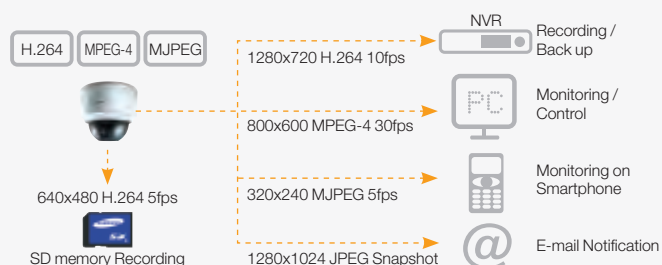 H.264 MPEG-4 MJPEG
NVR
Recording /
Back up
1280x720 H.264 10fps
PC
Monitoring /
Control
800x600 MPEG-4 30fps
Monitoring on
Smartphone
640x480 H.264 5fps
320x240 MJPEG 5fps
@
E-mail Notification
SD memory Recording
1280x1024 JPEG Snapshot